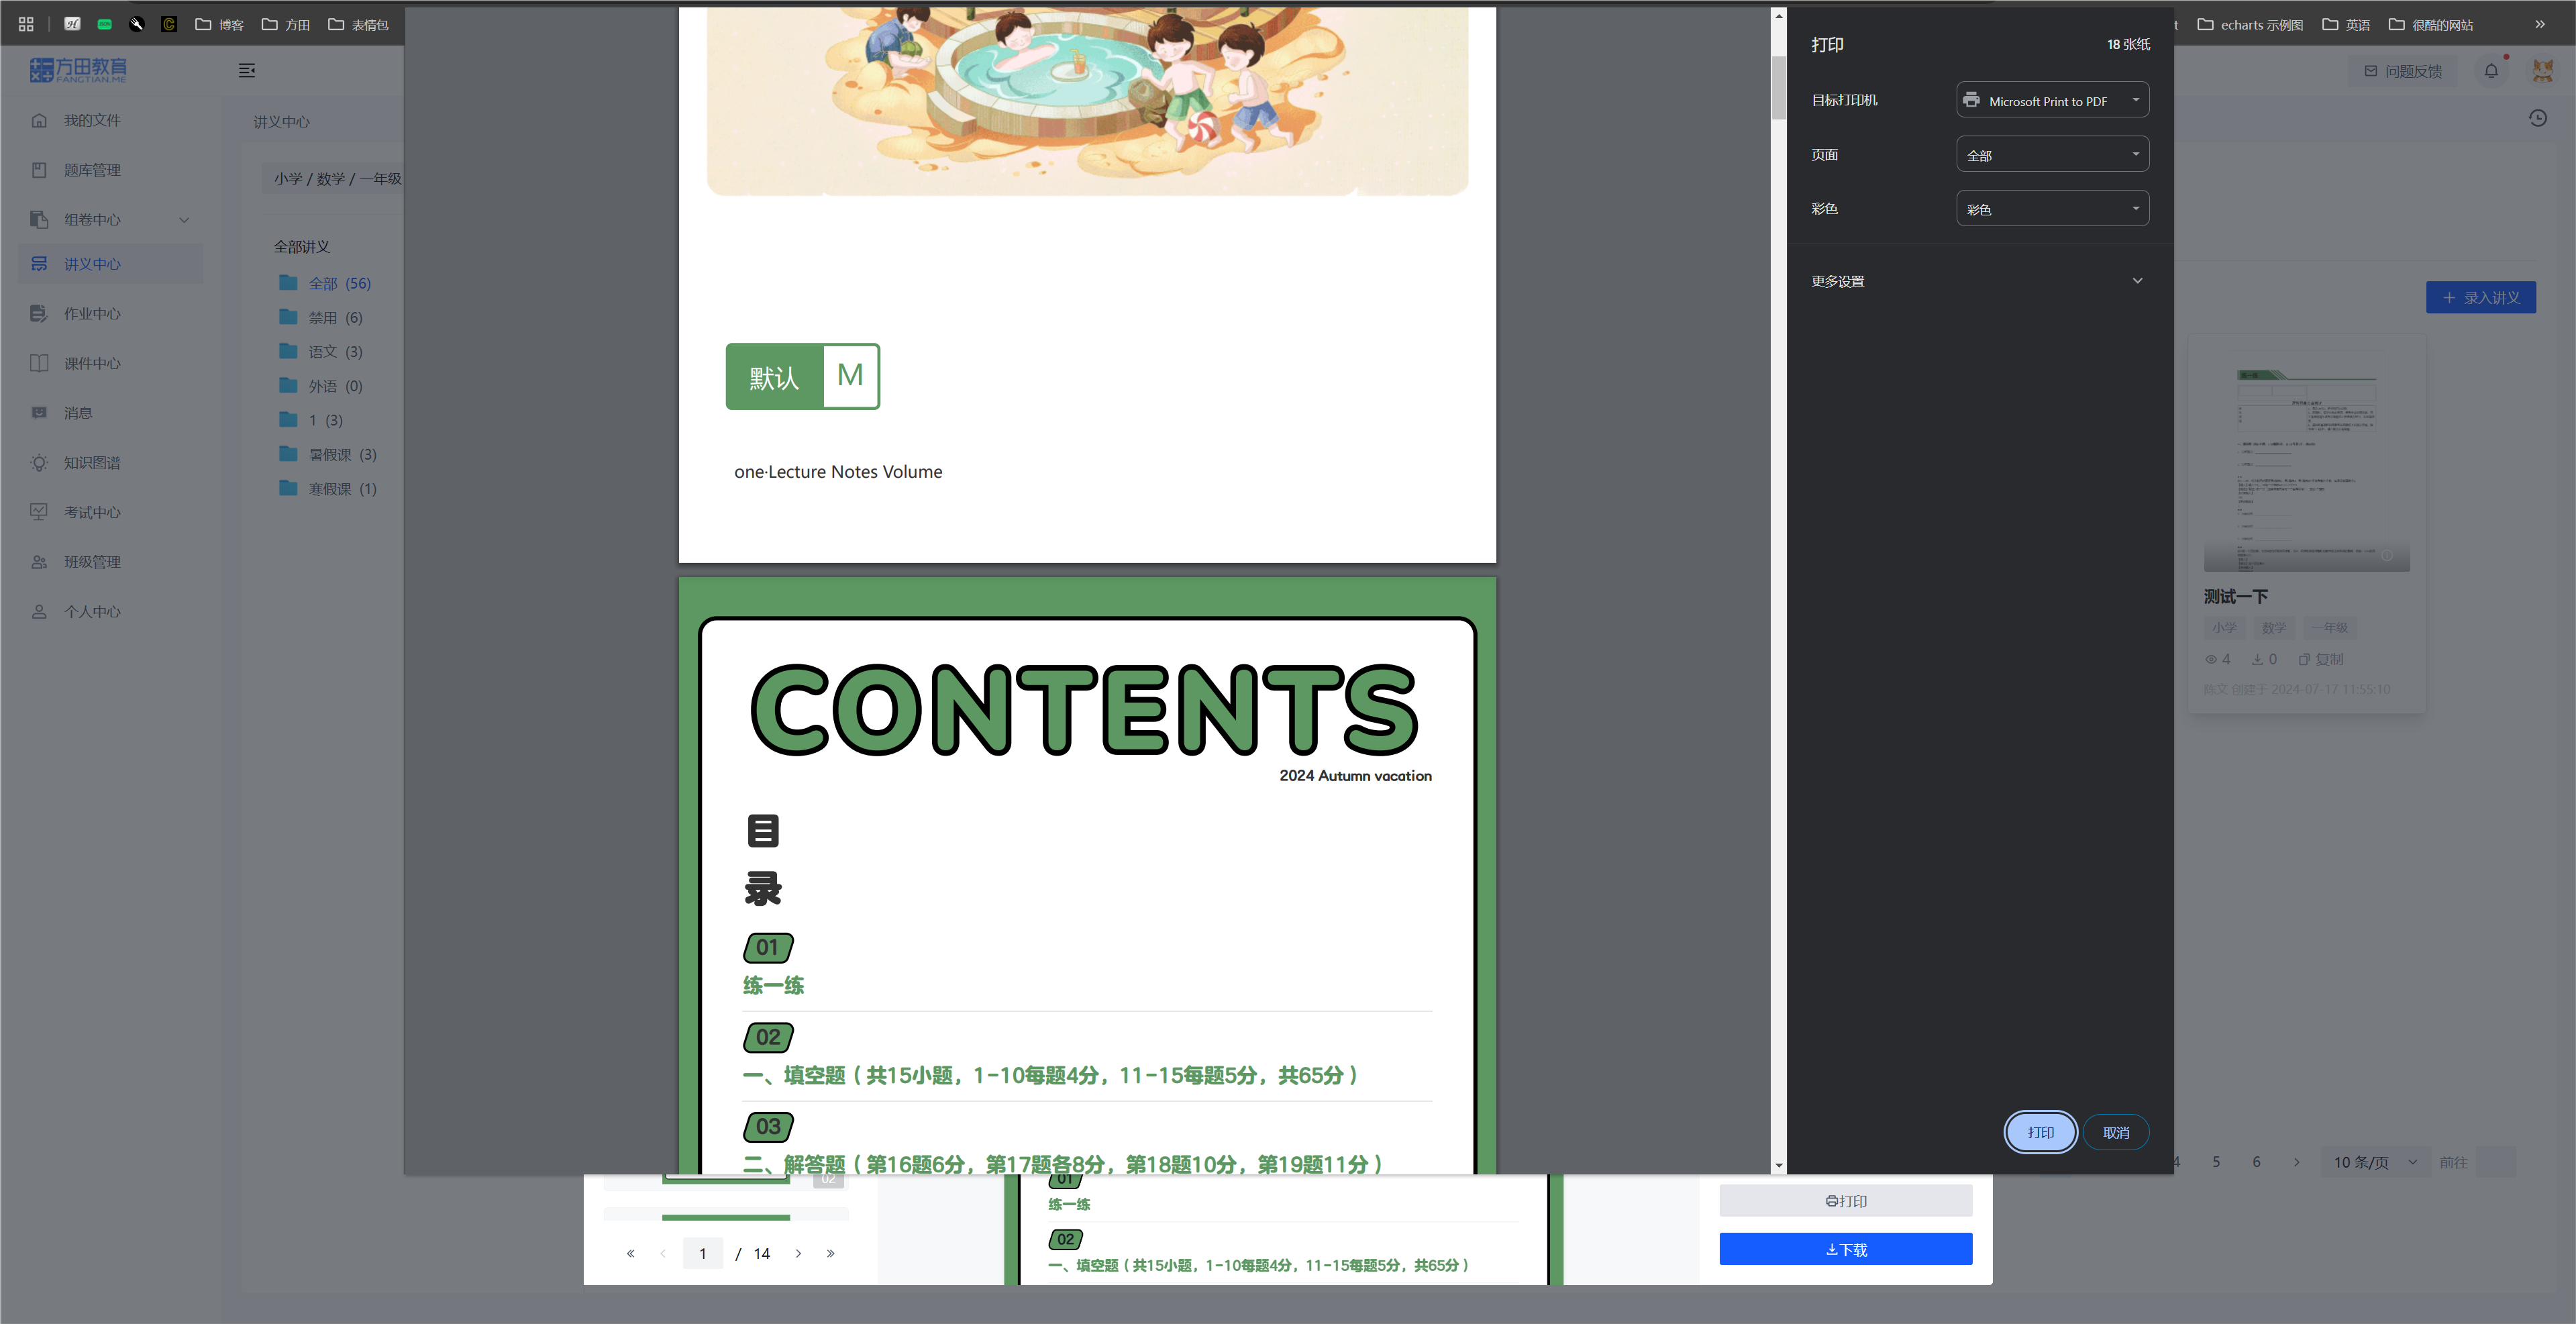 博客
方田
表情包
t
echarts 示例图
英语
很酷的网站
方田教育
FANGTIAN.ME
问题反馈
我的文件
题库管理
组卷中心
讲义中心
作业中心
课件中心
消息
知识图谱
考试中心
班级管理
个人中心
讲义中心
小学 / 数学 / 一年级
全部讲义
全部 (56)
禁用 (6)
语文 (3)
外语 (0)
1 (3)
暑假课 (3)
寒假课 (1)
默认 M
one·Lecture Notes Volume
CONTENTS
2024 Autumn vacation
目
录
01
练一练
02
一、填空题（共15小题，1-10每题4分，11-15每题5分，共65分）
03
二、解答题（第16题6分，第17题各8分，第18题10分，第19题11分）
打印
18 张纸
目标打印机
Microsoft Print to PDF
页面
全部
彩色
彩色
更多设置
打印
取消
录入讲义
测试一下
小学 数学 一年级
4 0 复制
陈文 创建于 2024-07-17 11:55:10
4 5 6 10 条/页 前往
02
1 / 14
01
练一练
02
一、填空题（共15小题，1-10每题4分，11-15每题5分，共65分）
打印
下载